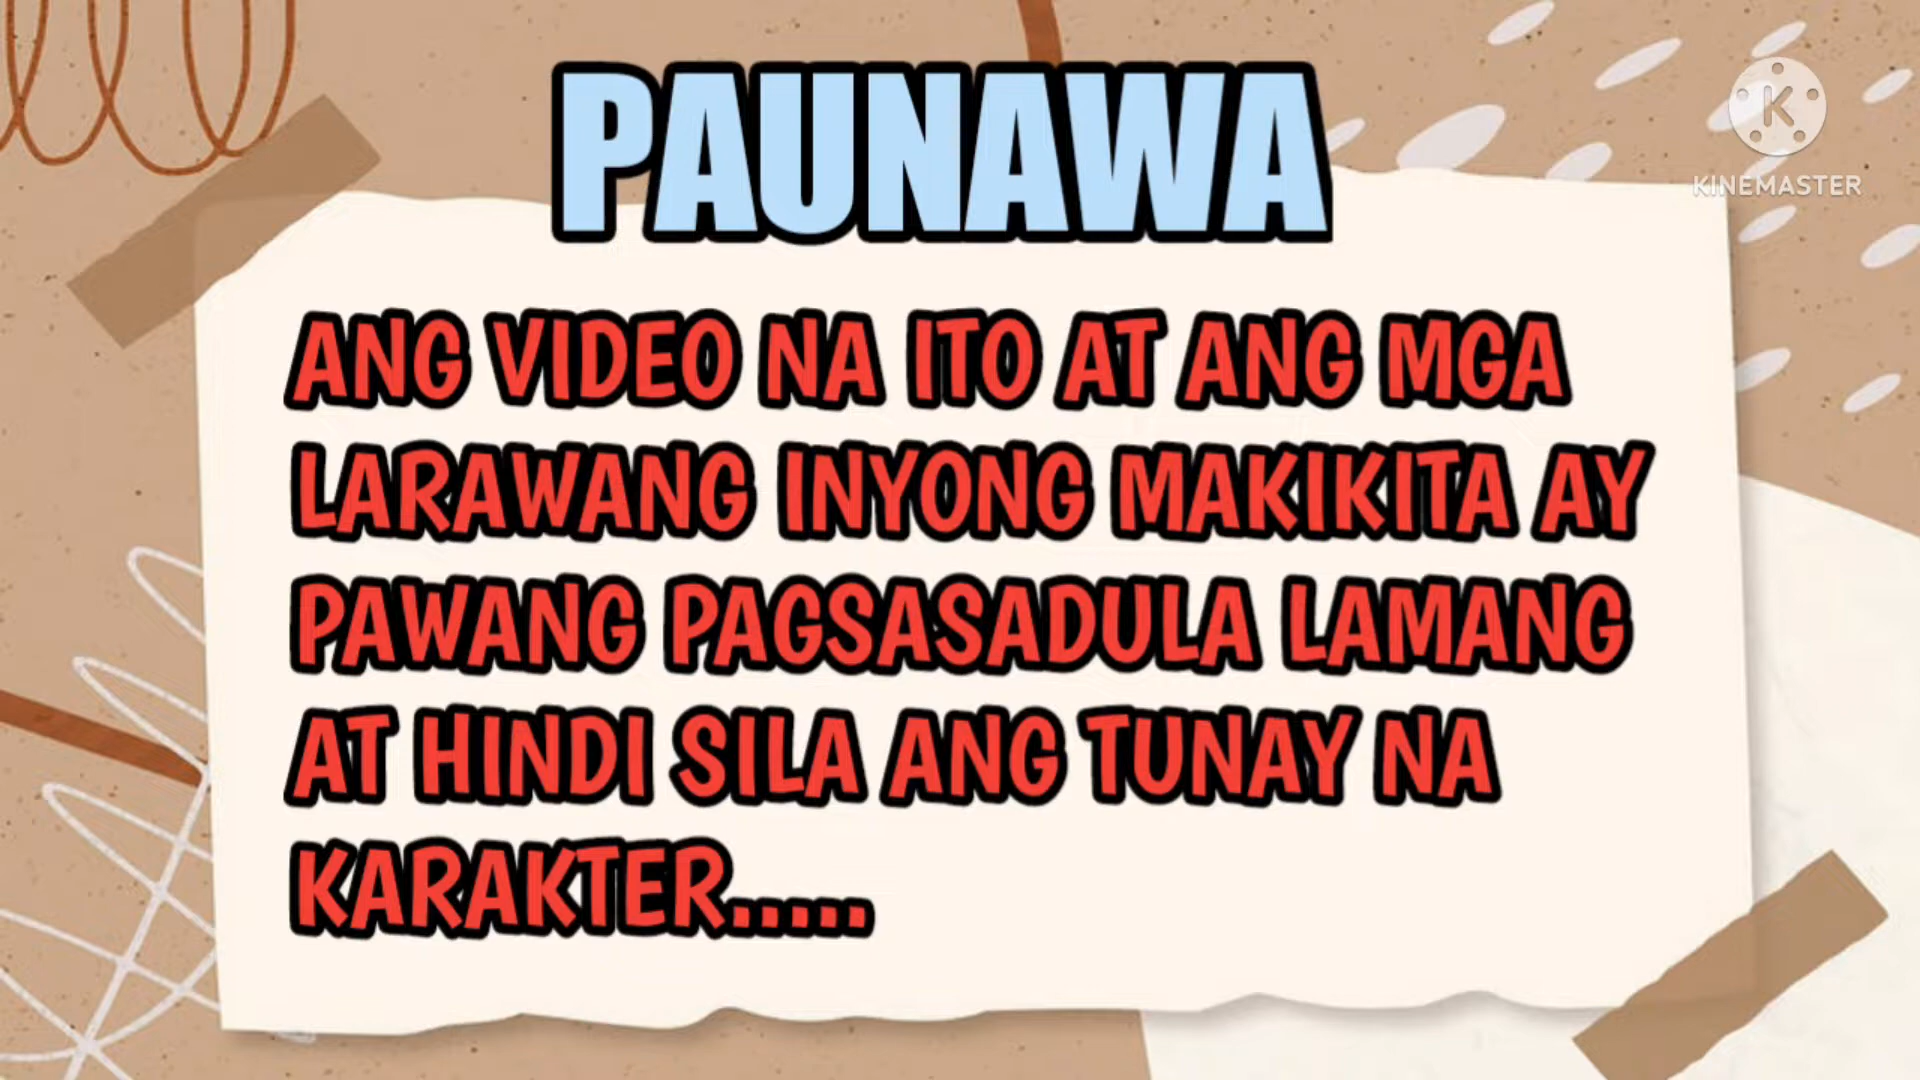 PAUNAWA
KINEMASTER
ANG VIDEO NA ITO AT ANG MGA
LARAWANG INYONG MAKIKITA AY
PAWANG PAGSASADULA LAMANG
AT HINDI SILA ANG TUNAY NA
KARAKTER.....